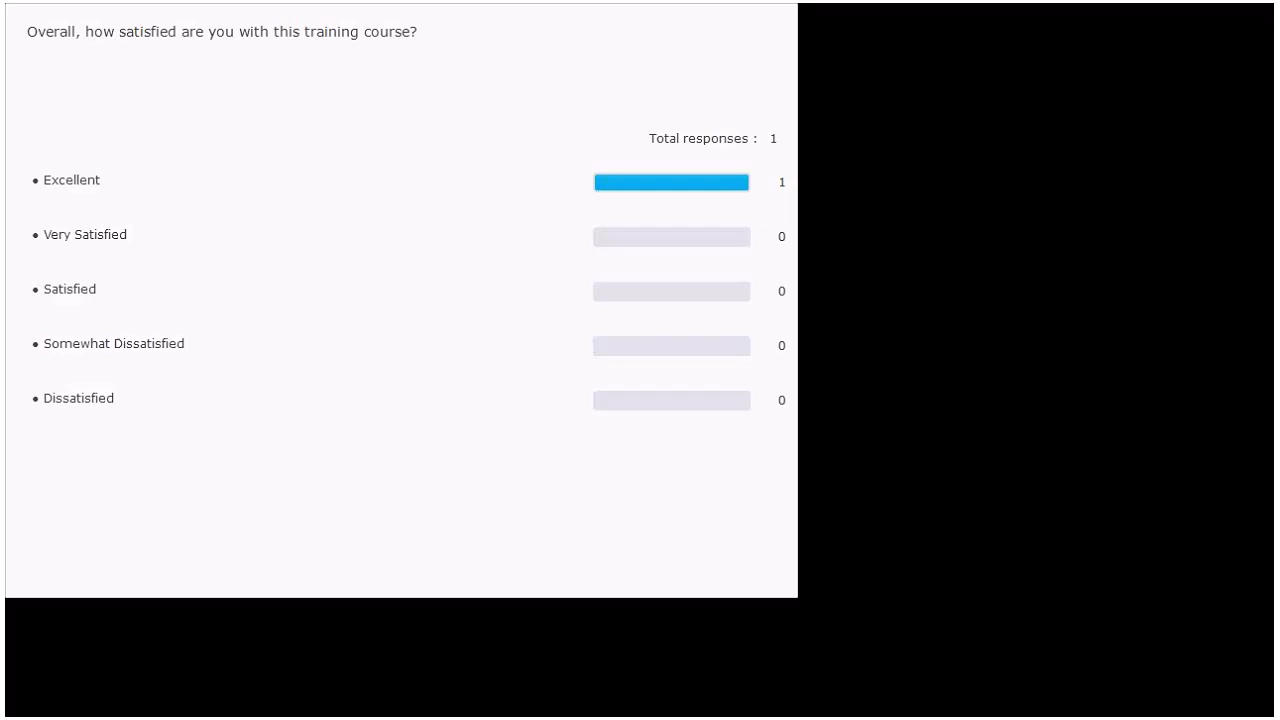 Overall, how satisfied are you with this training course?
Total responses : 1
• Excellent 1
• Very Satisfied 0
• Satisfied 0
• Somewhat Dissatisfied 0
• Dissatisfied 0